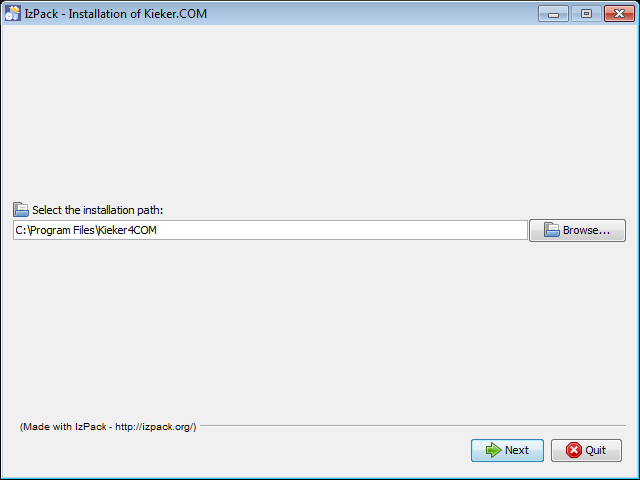 IzPack - Installation of Kieker.COM
Select the installation path:
C:\Program Files\Kieker4COM
Browse...
(Made with IzPack - http://izpack.org/)
Next
Quit